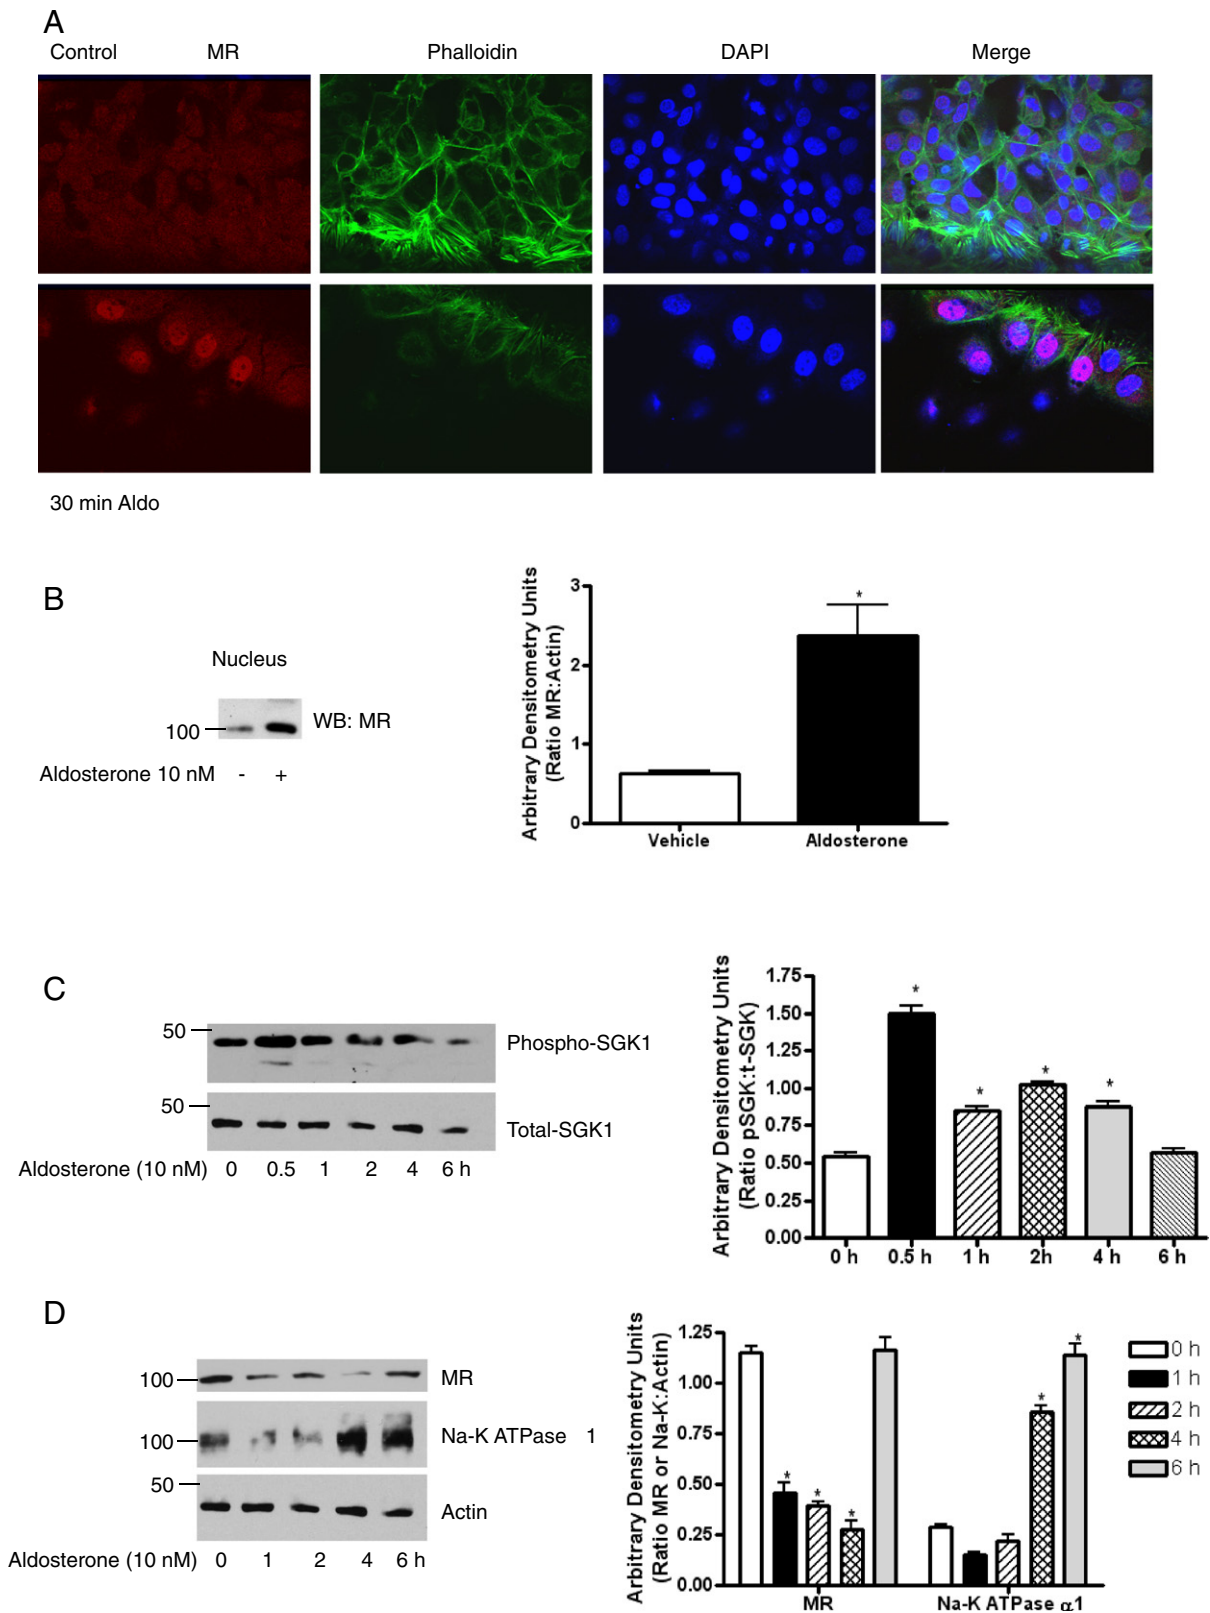 A
Control MR Phalloidin DAPI Merge
30 min Aldo
B
Nucleus
100 WB: MR
Aldosterone 10 nM - +
Arbitrary Densitometry Units
(Ratio MR:Actin)
3
2
1
0
*
Vehicle Aldosterone
C
50 Phospho-SGK1
50 Total-SGK1
Aldosterone (10 nM) 0 0.5 1 2 4 6 h
Arbitrary Densitometry Units
(Ratio pSGK:t-SGK)
1.75
1.50
1.25
1.00
0.75
0.50
0.25
0.00
* * * *
0 h 0.5 h 1 h 2h 4 h 6 h
D
100 MR
100 Na-K ATPase 1
50 Actin
Aldosterone (10 nM) 0 1 2 4 6 h
Arbitrary Densitometry Units
(Ratio MR or Na-K:Actin)
1.25
1.00
0.75
0.50
0.25
0.00
* * * * *
MR Na-K ATPase α1
0 h
1 h
2 h
4 h
6 h